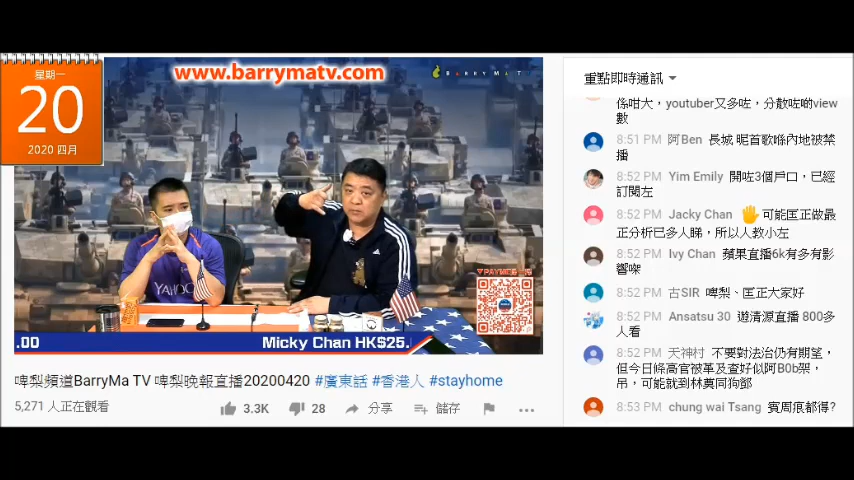 www.barrymatv.com
BARRYMAT
星期一
20
2020 四月
YAHOO
PAYME
.00
Micky Chan HK$25.
啤梨頻道BarryMa TV 啤梨晚報直播20200420 #廣東話 #香港人 #stayhome
5,271 人正在觀看
3.3K
28
分享
儲存
重點即時通訊
係咁大，youtuber又多咗，分散咗啲view
數
8:51 PM 阿Ben 長城 呢首歌喺內地被禁
播
8:52 PM Yim Emily 開咗3個戶口，已經
訂閱左
8:52 PM Jacky Chan 可能匡正做最
正分析已多人睇，所以人教小左
8:52 PM Ivy Chan 蘋果直播6k有多有影
響㗎
8:52 PM 古SIR 啤梨、匡正大家好
8:52 PM Ansatsu 30 遊清源直播 800多
人看
8:52 PM 天神村 不要對法治仍有期望，
但今日條高官被革及查好似阿B0b架，
吊，可能就到林莫同狗部
8:53 PM chung wai Tsang 賓周痕都得?